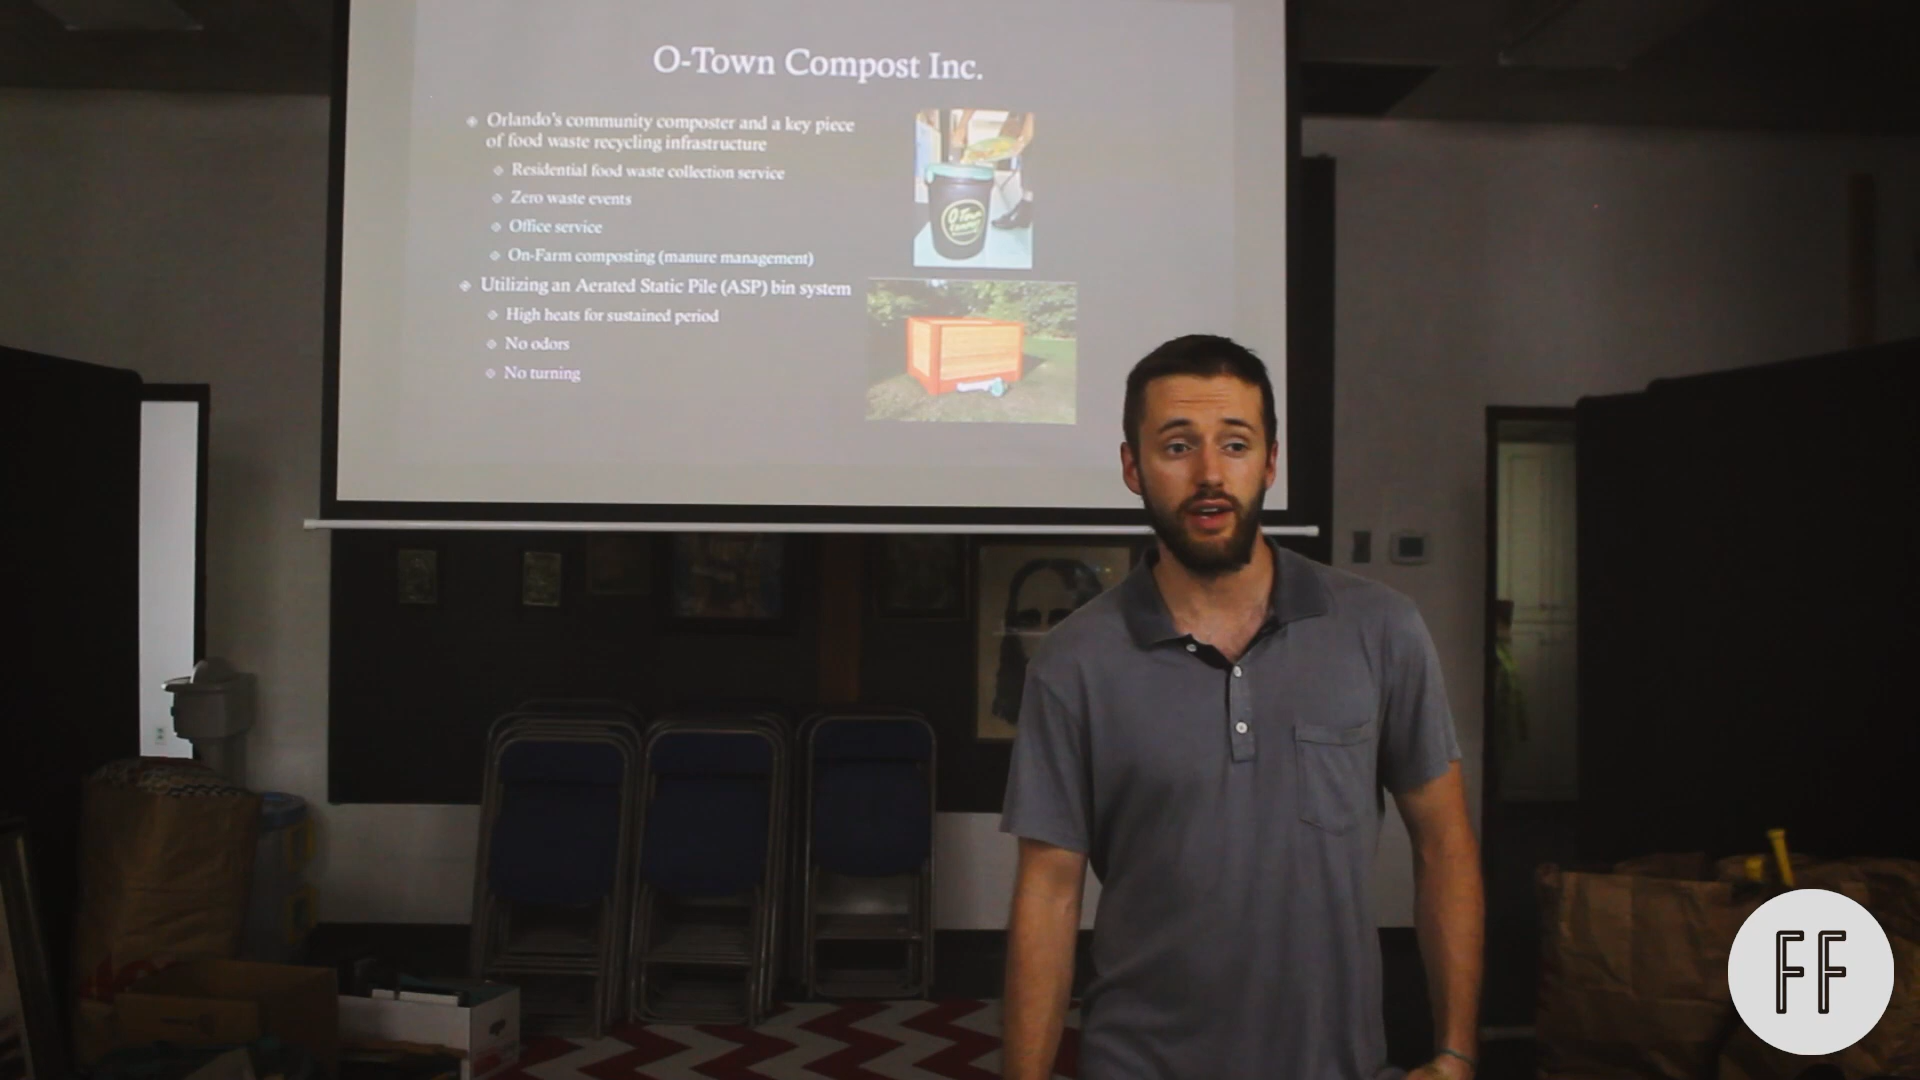 O-Town Compost Inc.
Orlando's community composter and a key piece
of food waste recycling infrastructure
Residential food waste collection service
Zero waste events
Office service
On-Farm composting (manure management)
Utilizing an Aerated Static Pile (ASP) bin system
High heats for sustained period
No odors
No turning
O-Town
Compost
FF